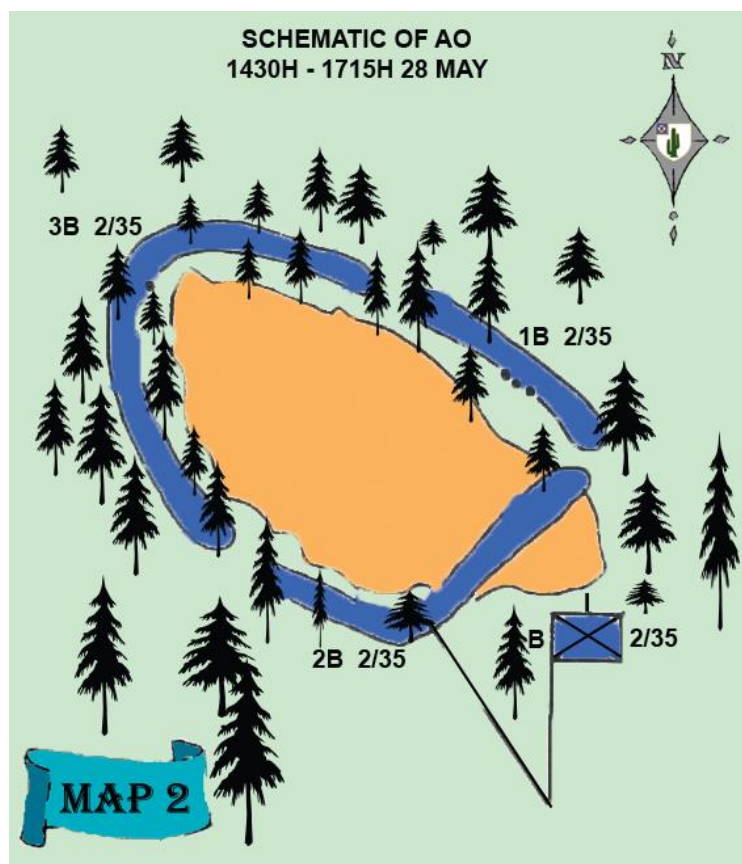 SCHEMATIC OF AO
1430H - 1715H 28 MAY
N
3B 2/35
1B 2/35
B 2/35
2B 2/35
MAP 2